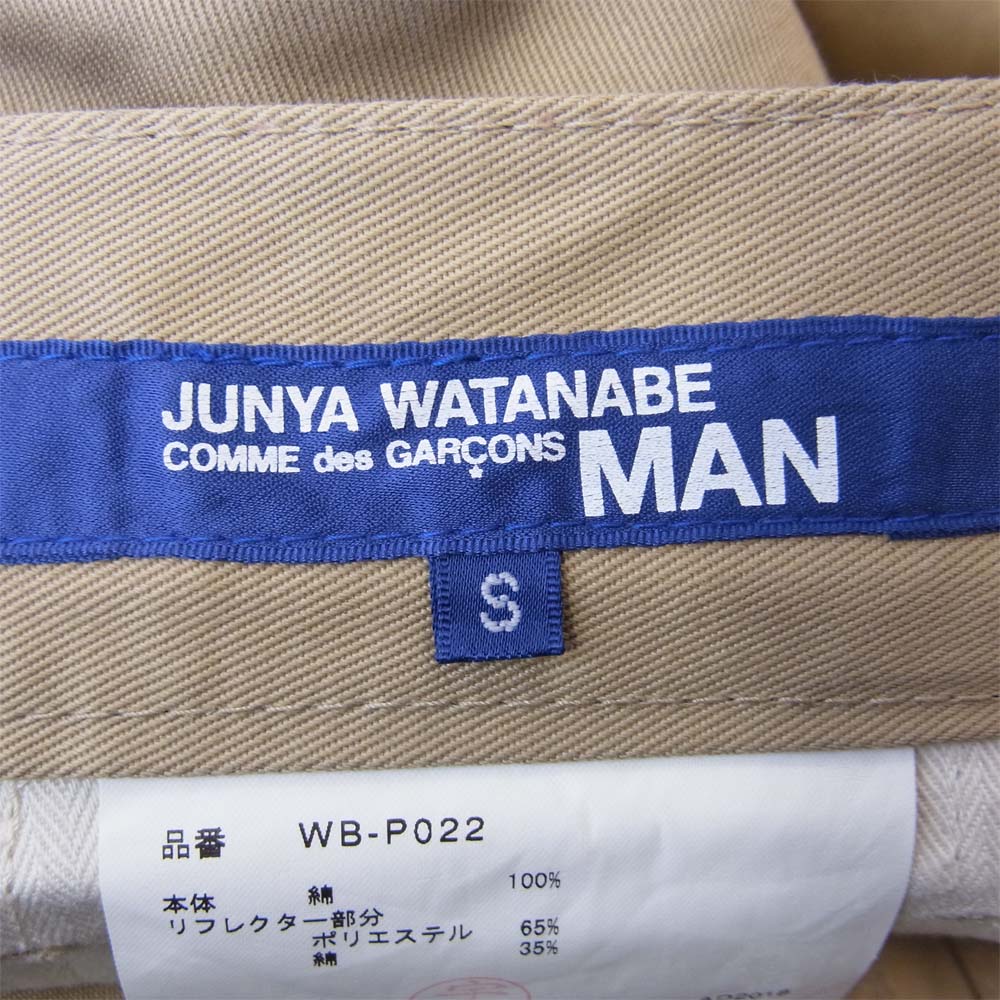 JUNYA WATANABE
COMME des GARÇONS MAN
S
品番 WB-P022
本体 綿 100%
リフレクター部分
ポリエステル 65%
綿 35%